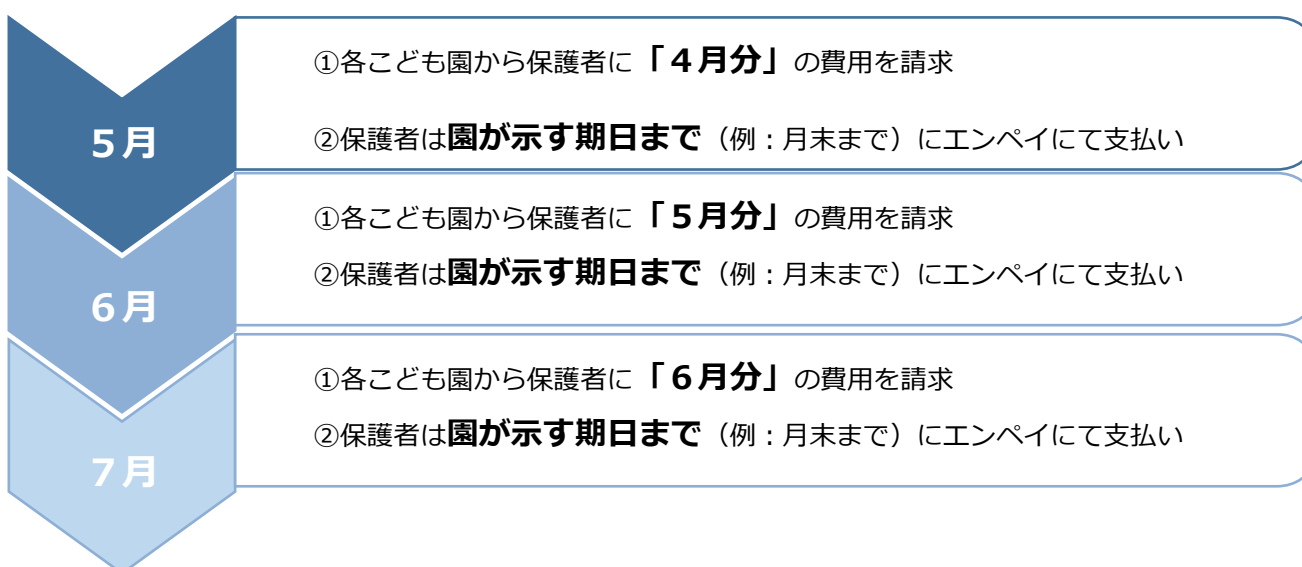 ①各こども園から保護者に「４月分」の費用を請求
５月
②保護者は園が示す期日まで（例：月末まで）にエンペイにて支払い
①各こども園から保護者に「５月分」の費用を請求
②保護者は園が示す期日まで（例：月末まで）にエンペイにて支払い
６月
①各こども園から保護者に「６月分」の費用を請求
②保護者は園が示す期日まで（例：月末まで）にエンペイにて支払い
７月